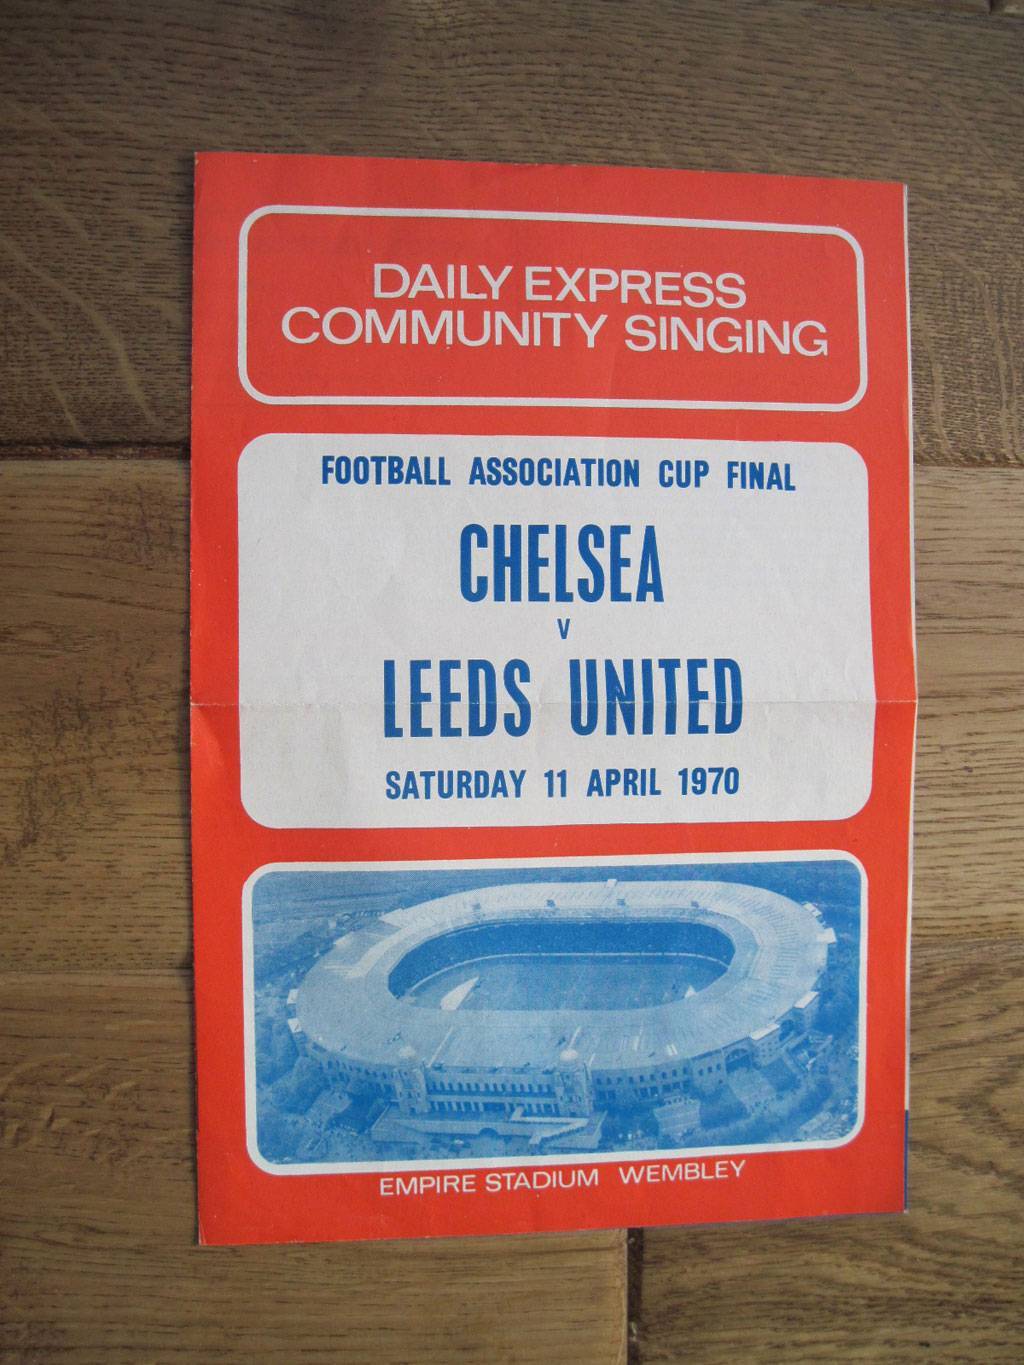 DAILY EXPRESS
COMMUNITY SINGING
FOOTBALL ASSOCIATION CUP FINAL
CHELSEA
V
LEEDS UNITED
SATURDAY 11 APRIL 1970
EMPIRE STADIUM WEMBLEY